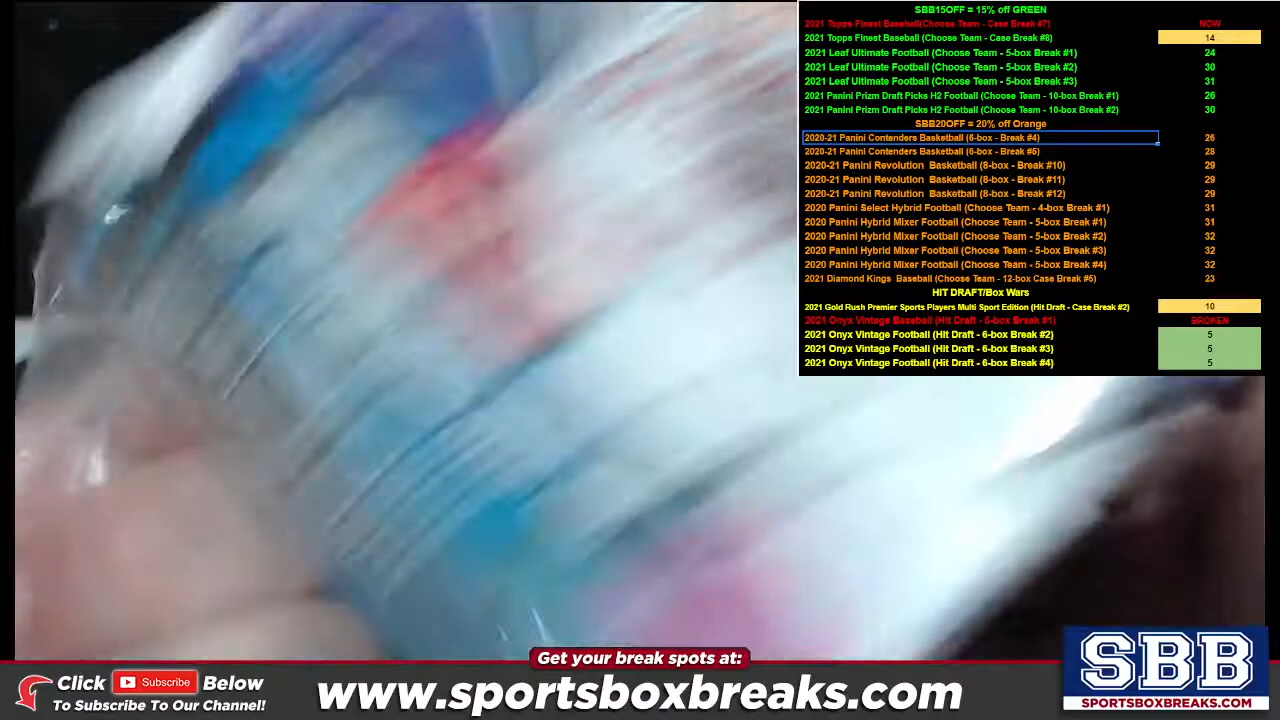 SBB15OFF = 15% off GREEN
2021 Topps Finest Baseball(Choose Team - Case Break #7) NOW
2021 Topps Finest Baseball (Choose Team - Case Break #8) 14
2021 Leaf Ultimate Football (Choose Team - 5-box Break #1) 24
2021 Leaf Ultimate Football (Choose Team - 5-box Break #2) 30
2021 Leaf Ultimate Football (Choose Team - 5-box Break #3) 31
2021 Panini Prizm Draft Picks H2 Football (Choose Team - 10-box Break #1) 26
2021 Panini Prizm Draft Picks H2 Football (Choose Team - 10-box Break #2) 30
SBB20OFF = 20% off Orange
2020-21 Panini Contenders Basketball (6-box - Break #4) 26
2020-21 Panini Contenders Basketball (6-box - Break #5) 28
2020-21 Panini Revolution Basketball (8-box - Break #10) 29
2020-21 Panini Revolution Basketball (8-box - Break #11) 29
2020-21 Panini Revolution Basketball (8-box - Break #12) 29
2020 Panini Select Hybrid Football (Choose Team - 4-box Break #1) 31
2020 Panini Hybrid Mixer Football (Choose Team - 5-box Break #1) 31
2020 Panini Hybrid Mixer Football (Choose Team - 5-box Break #2) 32
2020 Panini Hybrid Mixer Football (Choose Team - 5-box Break #3) 32
2020 Panini Hybrid Mixer Football (Choose Team - 5-box Break #4) 32
2021 Diamond Kings Baseball (Choose Team - 12-box Case Break #5) 23
HIT DRAFT/Box Wars
2021 Gold Rush Premier Sports Players Multi Sport Edition (Hit Draft - Case Break #2) 10
2021 Onyx Vintage Baseball (Hit Draft - 6-box Break #1) BROKEN
2021 Onyx Vintage Football (Hit Draft - 6-box Break #2) 5
2021 Onyx Vintage Football (Hit Draft - 6-box Break #3) 5
2021 Onyx Vintage Football (Hit Draft - 6-box Break #4) 5
Get your break spots at:
Click Subscribe Below
To Subscribe To Our Channel!
www.sportsboxbreaks.com
SBB
SPORTSBOXBREAKS.COM